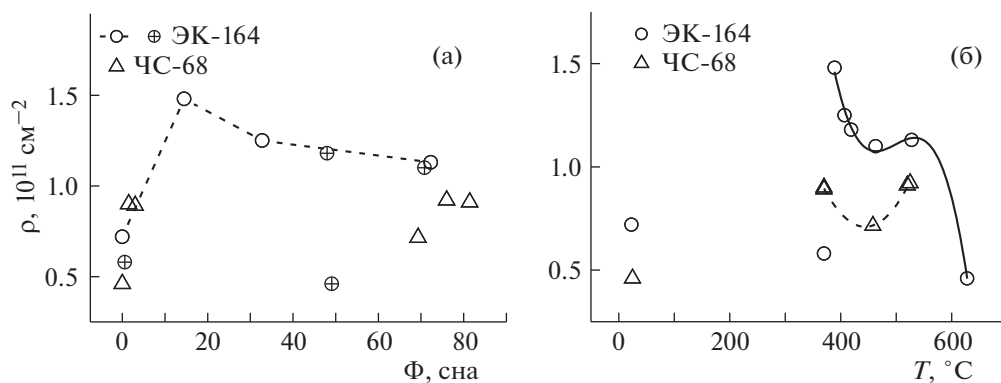 ЭК-164
ЧС-68
(а)
1.5
1.0
0.5
ρ, 10¹¹ см⁻²
0 20 40 60 80
Ф, сна
ЭК-164
ЧС-68
(б)
1.5
1.0
0.5
0 200 400 600
T, °C